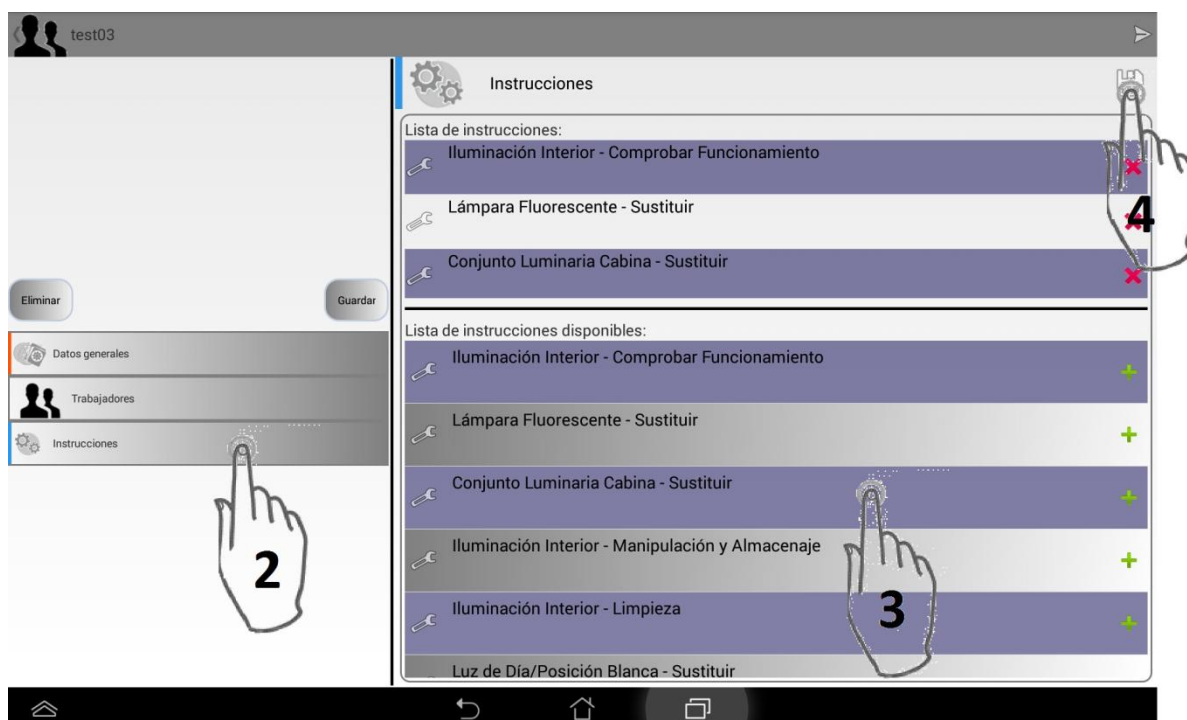 test03
Eliminar
Guardar
Datos generales
Trabajadores
Instrucciones
2
Instrucciones
Lista de instrucciones:
Iluminación Interior - Comprobar Funcionamiento
Lámpara Fluorescente - Sustituir
Conjunto Luminaria Cabina - Sustituir
4
Lista de instrucciones disponibles:
Iluminación Interior - Comprobar Funcionamiento
Lámpara Fluorescente - Sustituir
Conjunto Luminaria Cabina - Sustituir
Iluminación Interior - Manipulación y Almacenaje
Iluminación Interior - Limpieza
3
Luz de Día/Posición Blanca - Sustituir